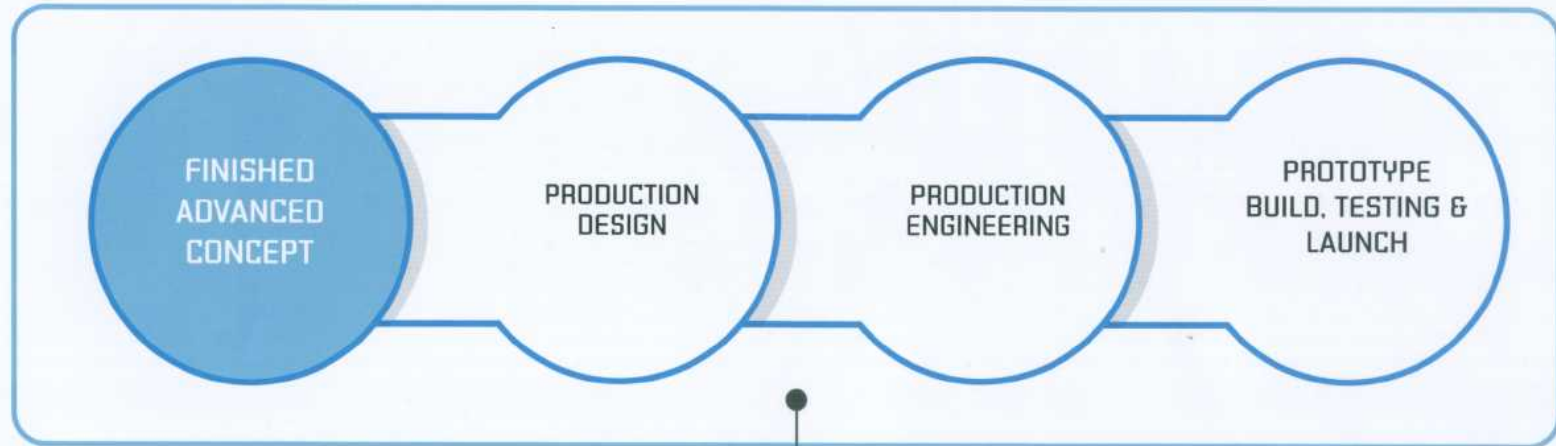 FINISHED
ADVANCED
CONCEPT
PRODUCTION
DESIGN
PRODUCTION
ENGINEERING
PROTOTYPE
BUILD, TESTING &
LAUNCH